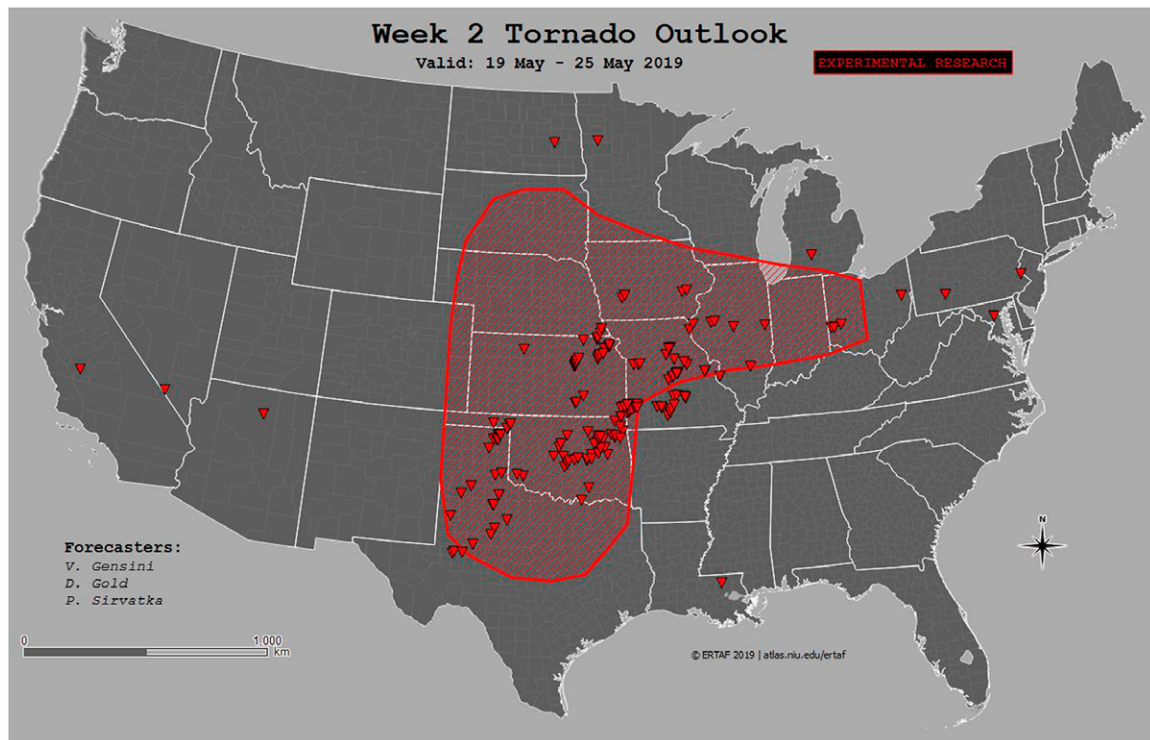 Week 2 Tornado Outlook
Valid: 19 May - 25 May 2019
EXPERIMENTAL RESEARCH
N
Forecasters:
V. Gensini
D. Gold
P. Sirvatka
0 1,000
km
© ERTAF 2019 | atlas.niu.edu/ertaf